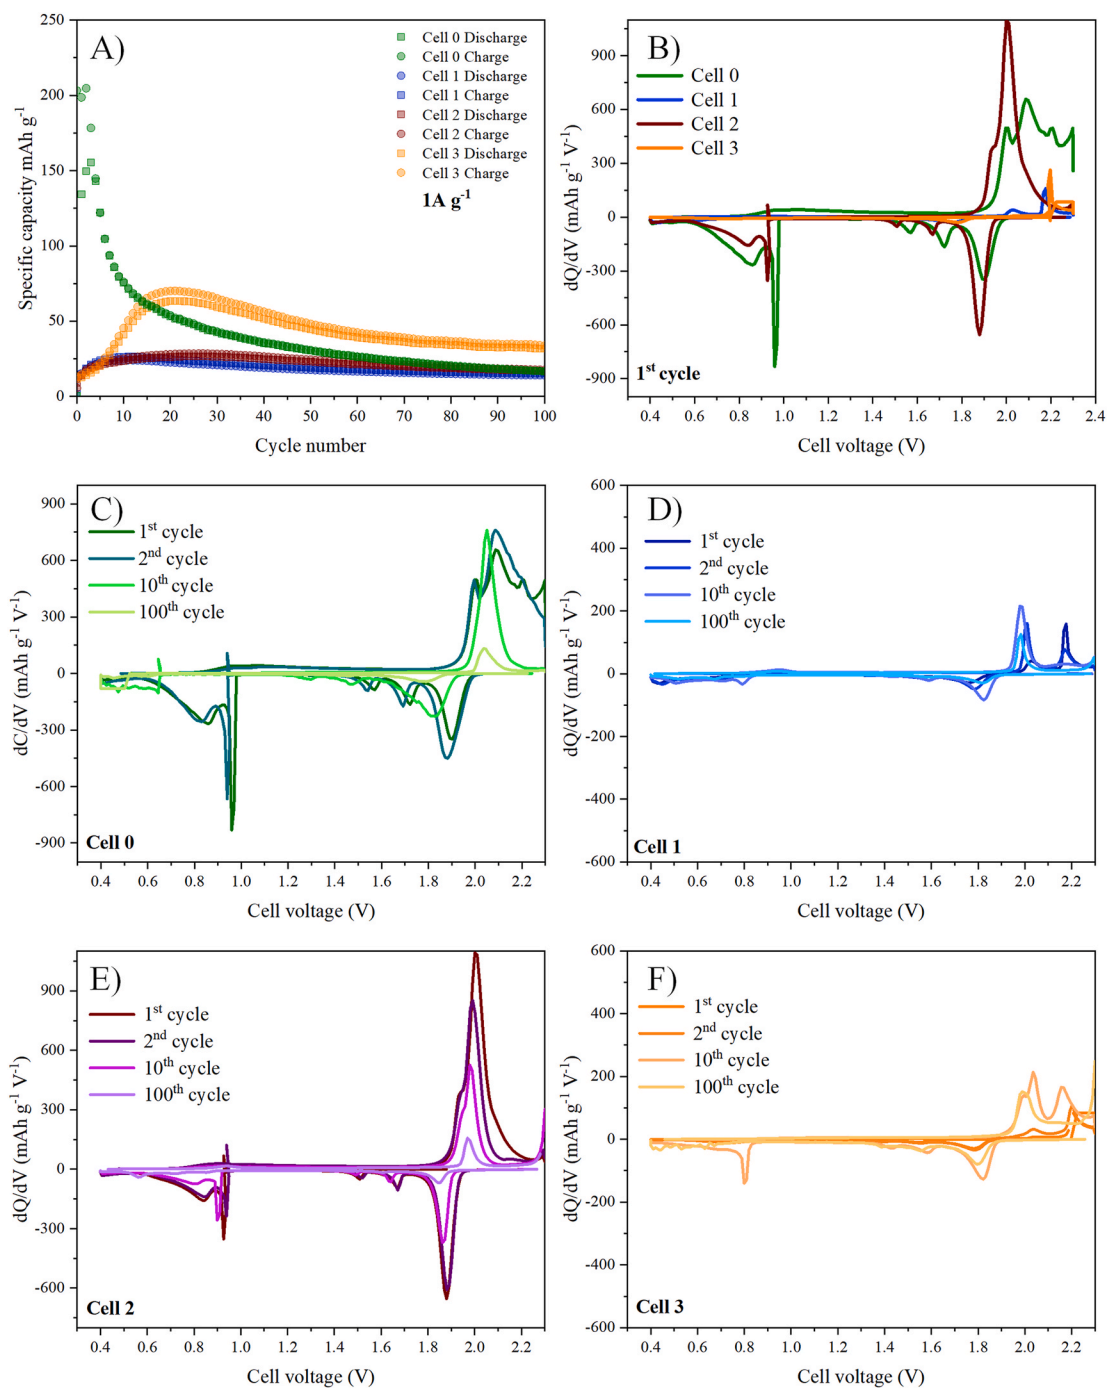 A)
250
200
150
100
50
0
Specific capacity mAh g⁻¹
Cell 0 Discharge
Cell 0 Charge
Cell 1 Discharge
Cell 1 Charge
Cell 2 Discharge
Cell 2 Charge
Cell 3 Discharge
Cell 3 Charge
1A g⁻¹
0 10 20 30 40 50 60 70 80 90 100
Cycle number
B)
900
600
300
0
-300
-600
-900
dQ/dV (mAh g⁻¹ V⁻¹)
Cell 0
Cell 1
Cell 2
Cell 3
1ˢᵗ cycle
0.4 0.6 0.8 1.0 1.2 1.4 1.6 1.8 2.0 2.2 2.4
Cell voltage (V)
C)
900
600
300
0
-300
-600
-900
dC/dV (mAh g⁻¹ V⁻¹)
1ˢᵗ cycle
2ⁿᵈ cycle
10ᵗʰ cycle
100ᵗʰ cycle
Cell 0
0.4 0.6 0.8 1.0 1.2 1.4 1.6 1.8 2.0 2.2
Cell voltage (V)
D)
600
400
200
0
-200
-400
-600
dQ/dV (mAh g⁻¹ V⁻¹)
1ˢᵗ cycle
2ⁿᵈ cycle
10ᵗʰ cycle
100ᵗʰ cycle
Cell 1
0.4 0.6 0.8 1.0 1.2 1.4 1.6 1.8 2.0 2.2
Cell voltage (V)
E)
900
600
300
0
-300
-600
dQ/dV (mAh g⁻¹ V⁻¹)
1ˢᵗ cycle
2ⁿᵈ cycle
10ᵗʰ cycle
100ᵗʰ cycle
Cell 2
0.4 0.6 0.8 1.0 1.2 1.4 1.6 1.8 2.0 2.2
Cell voltage (V)
F)
600
400
200
0
-200
-400
-600
dQ/dV (mAh g⁻¹ V⁻¹)
1ˢᵗ cycle
2ⁿᵈ cycle
10ᵗʰ cycle
100ᵗʰ cycle
Cell 3
0.4 0.6 0.8 1.0 1.2 1.4 1.6 1.8 2.0 2.2
Cell voltage (V)